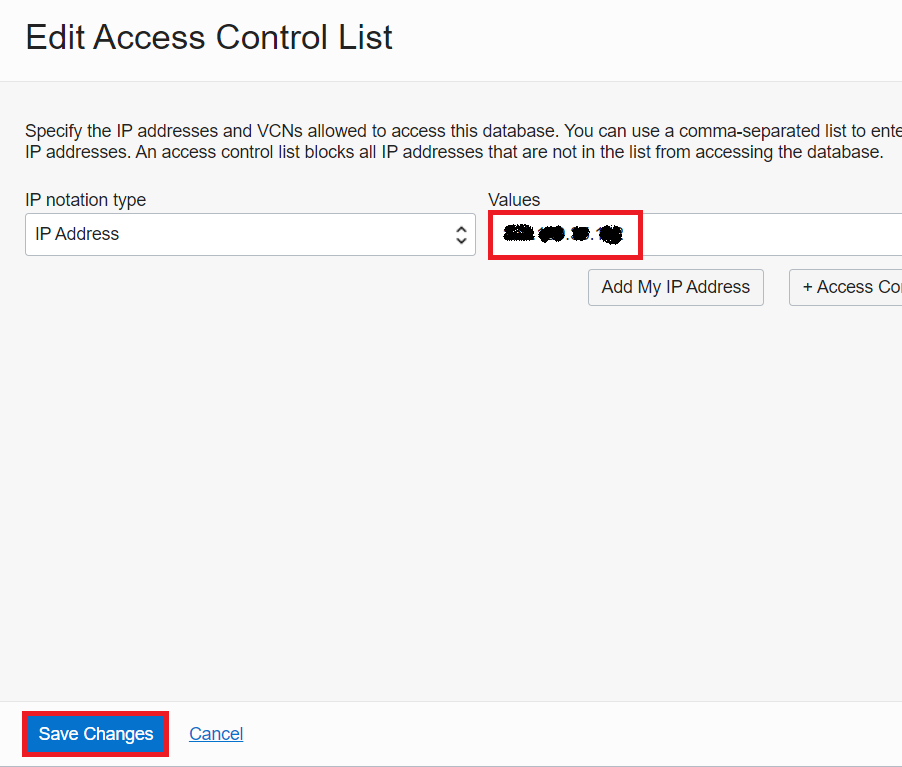 Edit Access Control List
Specify the IP addresses and VCNs allowed to access this database. You can use a comma-separated list to ente
IP addresses. An access control list blocks all IP addresses that are not in the list from accessing the database.
IP notation type
Values
IP Address
Add My IP Address
+ Access Co
Save Changes
Cancel